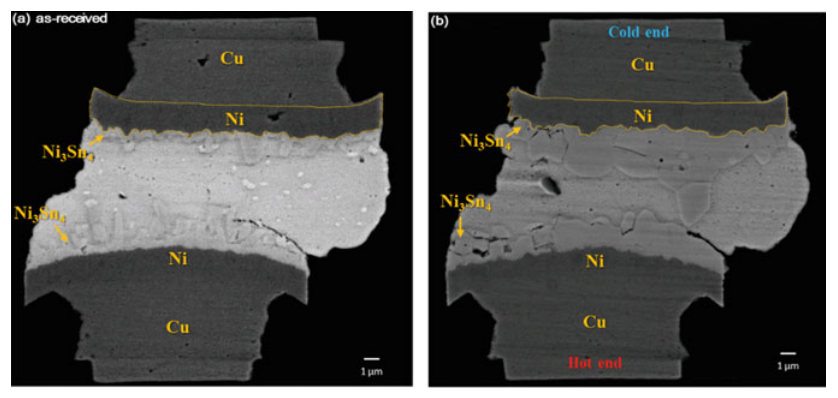 (a) as-received
Cu
Ni
Ni₃Sn₄
Ni₃Sn₄
Ni
Cu
1 μm
(b)
Cold end
Cu
Ni
Ni₃Sn₄
Ni₃Sn₄
Ni
Cu
Hot end
1 μm